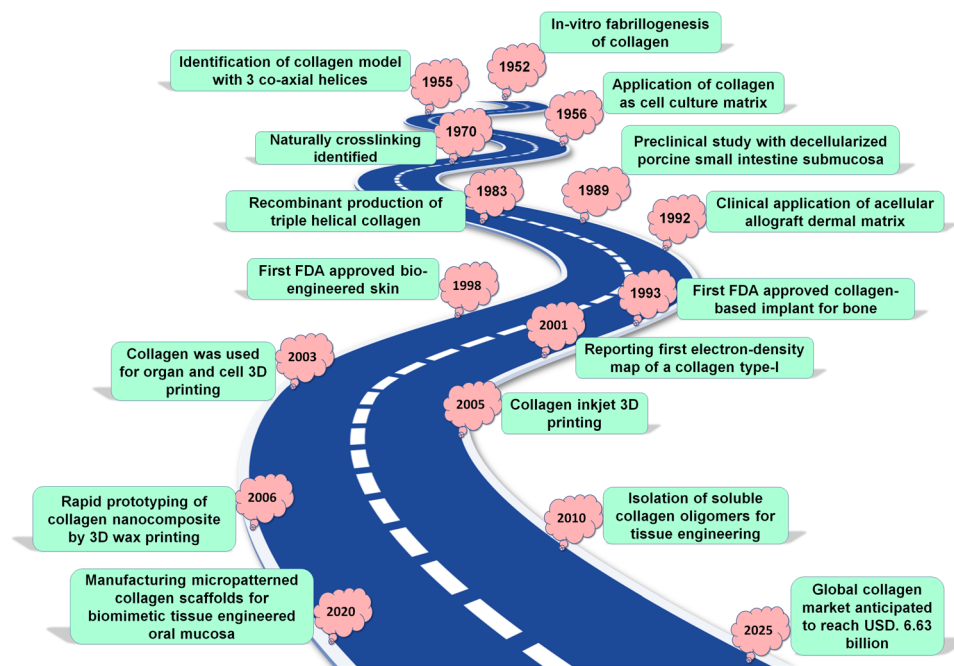 In-vitro fabrillogenesis
of collagen
1952
Identification of collagen model
with 3 co-axial helices
1955
Application of collagen
as cell culture matrix
1956
Naturally crosslinking
identified
1970
Preclinical study with decellularized
porcine small intestine submucosa
1989
Recombinant production of
triple helical collagen
1983
Clinical application of acellular
allograft dermal matrix
1992
First FDA approved bio-
engineered skin
1998
First FDA approved collagen-
based implant for bone
1993
2001
Reporting first electron-density
map of a collagen type-I
Collagen was used
for organ and cell 3D
printing
2003
2005
Collagen inkjet 3D
printing
Rapid prototyping of
collagen nanocomposite
by 3D wax printing
2006
Isolation of soluble
collagen oligomers for
tissue engineering
2010
Manufacturing micropatterned
collagen scaffolds for
biomimetic tissue engineered
oral mucosa
2020
Global collagen
market anticipated
to reach USD. 6.63
billion
2025